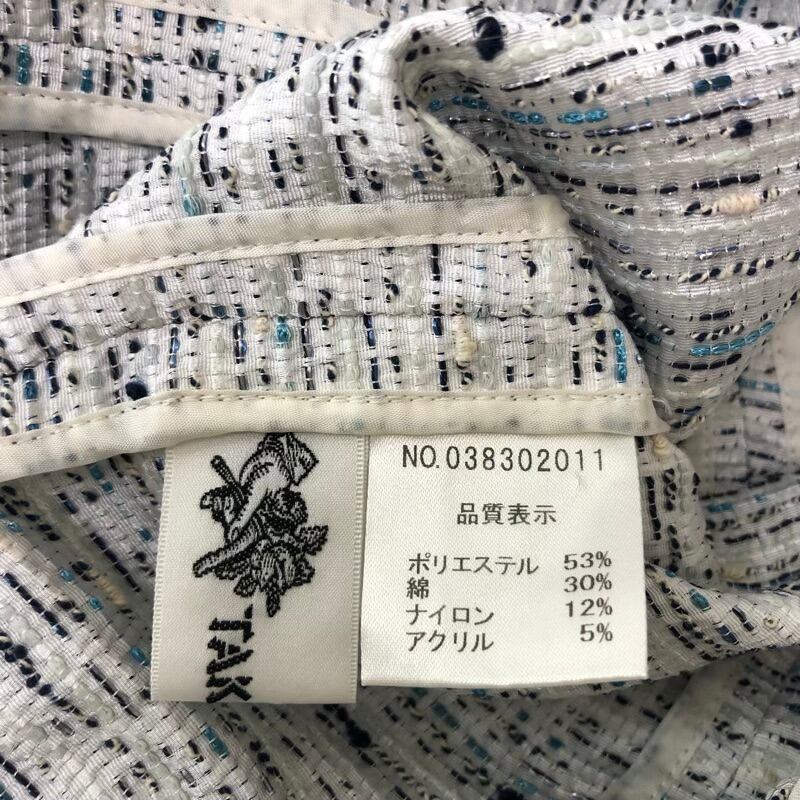 TAK
NO.038302011
品質表示
ポリエステル 53%
綿 30%
ナイロン 12%
アクリル 5%